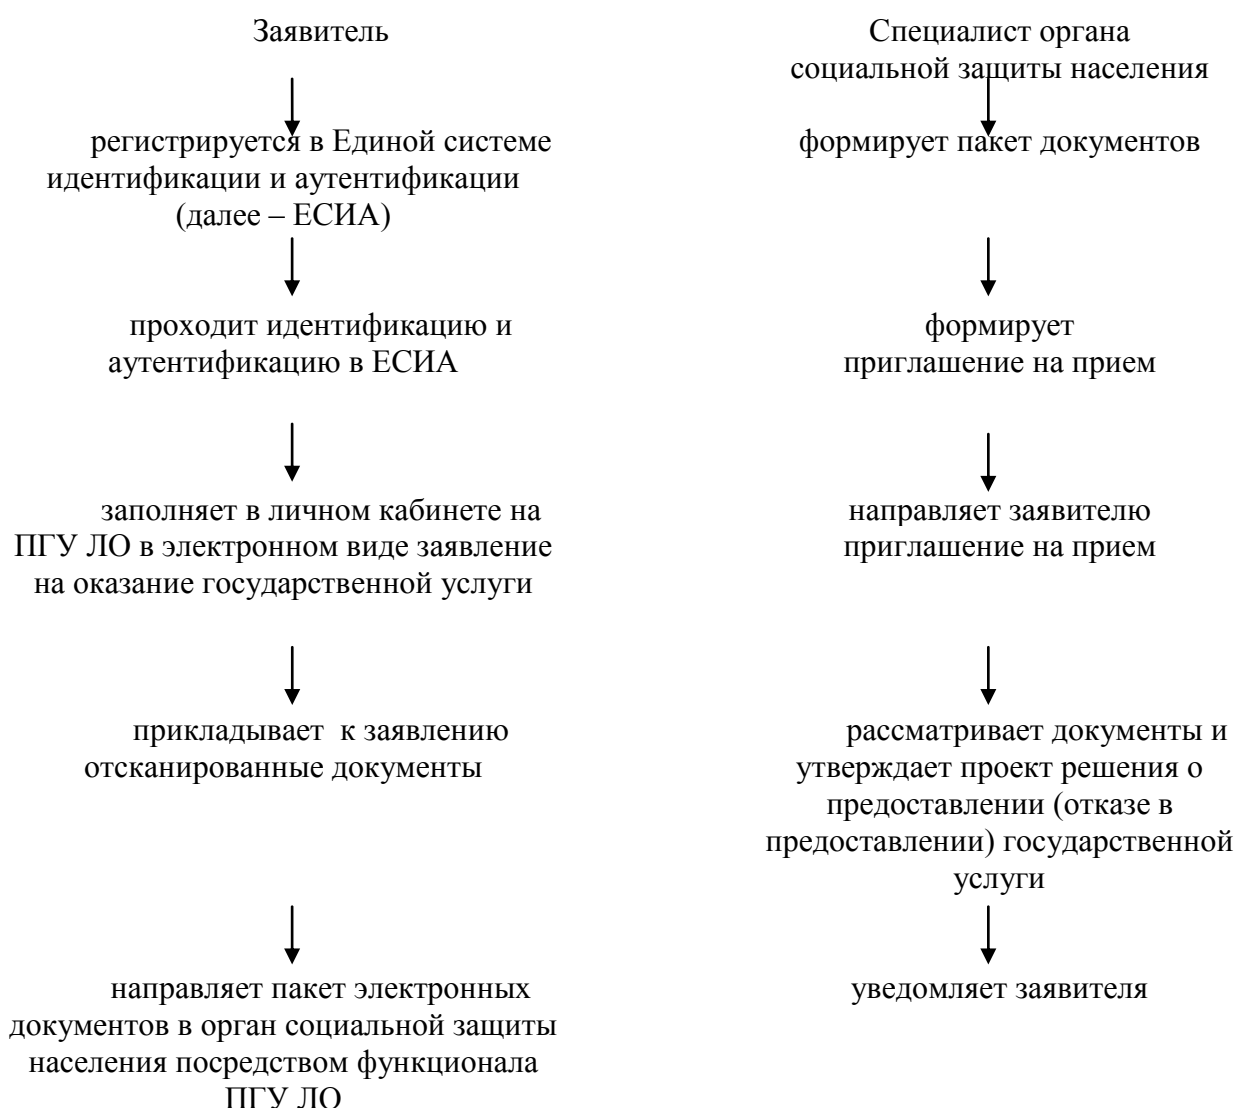 Заявитель
регистрируется в Единой системе
идентификации и аутентификации
(далее – ЕСИА)
проходит идентификацию и
аутентификацию в ЕСИА
заполняет в личном кабинете на
ПГУ ЛО в электронном виде заявление
на оказание государственной услуги
прикладывает к заявлению
отсканированные документы
направляет пакет электронных
документов в орган социальной защиты
населения посредством функционала
ПГУ ЛО
Специалист органа
социальной защиты населения
формирует пакет документов
формирует
приглашение на прием
направляет заявителю
приглашение на прием
рассматривает документы и
утверждает проект решения о
предоставлении (отказе в
предоставлении) государственной
услуги
уведомляет заявителя